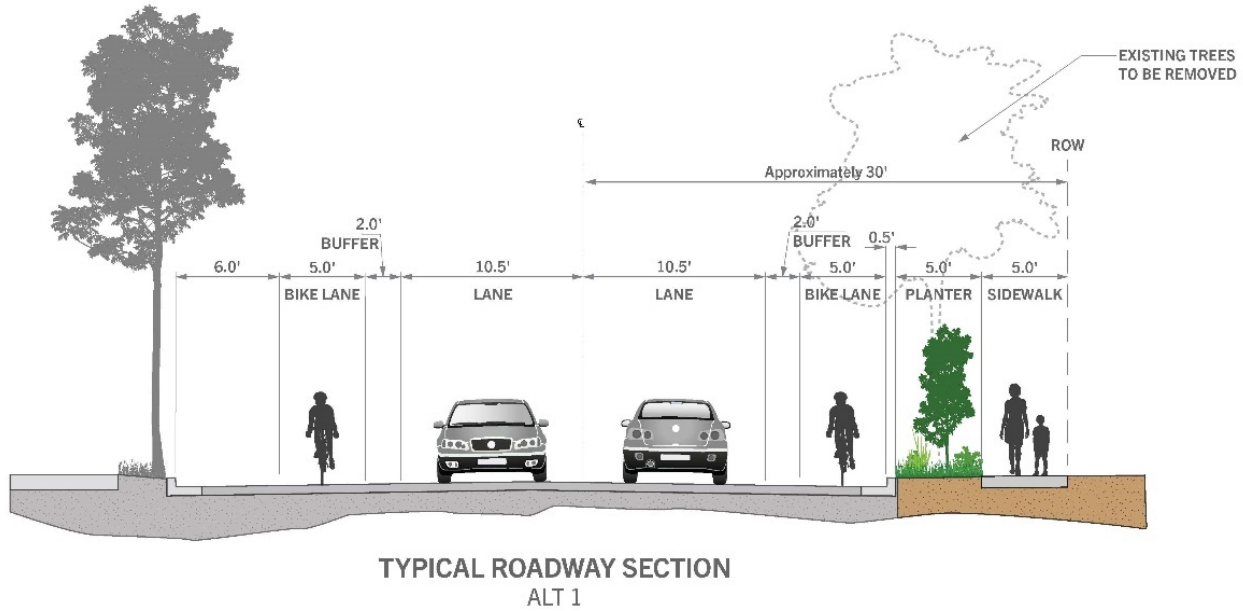 EXISTING TREES
TO BE REMOVED
℄
ROW
Approximately 30'
2.0'
BUFFER
2.0'
BUFFER
0.5'
6.0'
5.0'
10.5'
10.5'
5.0'
5.0'
5.0'
BIKE LANE
LANE
LANE
BIKE LANE
PLANTER
SIDEWALK
TYPICAL ROADWAY SECTION
ALT 1